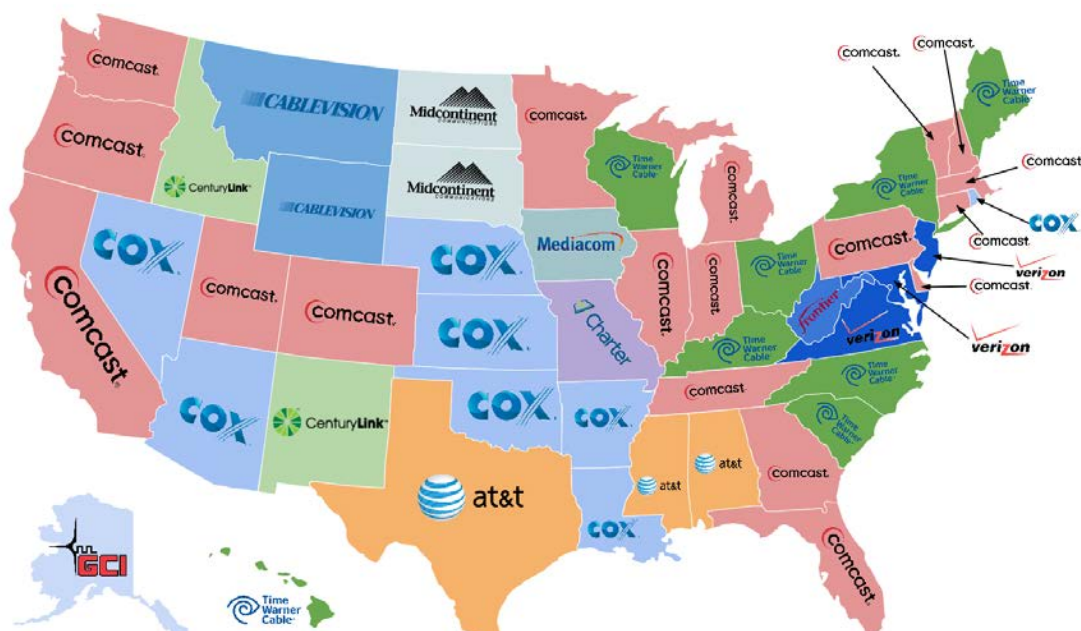 comcast.
comcast.
comcast.
CABLEVISION
Midcontinent
COMMUNICATIONS
comcast.
Time
Warner
Cable
Time
Warner
Cable
comcast.
comcast.
Time
Warner
Cable
comcast.
CenturyLink
CABLEVISION
Midcontinent
COMMUNICATIONS
COX
comcast.
verizon
comcast.
COX
COX
Mediacom
comcast.
comcast.
Time
Warner
Cable
comcast.
frontier
verizon
verizon
comcast.
comcast.
comcast.
COX
Charter
Time
Warner
Cable
COX
CenturyLink
COX
COX
comcast.
Time
Warner
Cable
Time
Warner
Cable
at&t
at&t
at&t
comcast.
COX
comcast.
GCI
Time
Warner
Cable